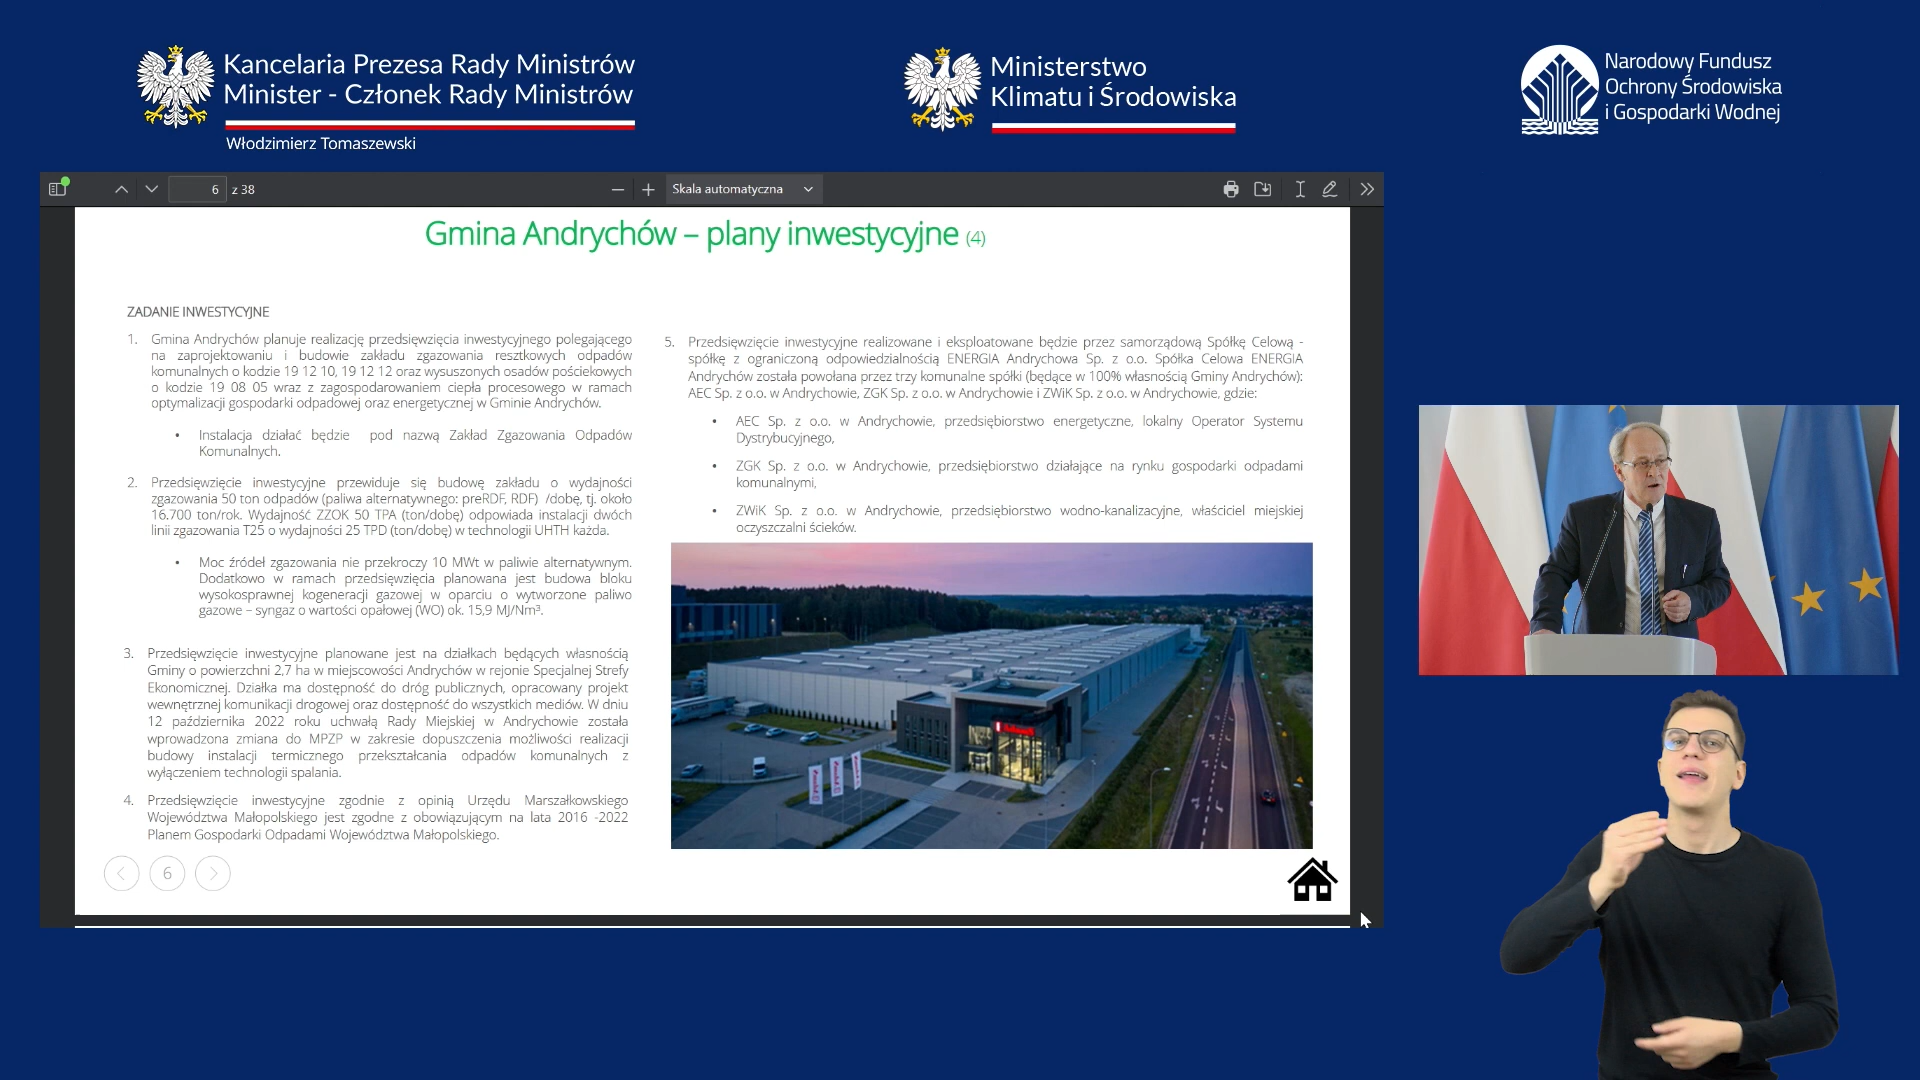 Kancelaria Prezesa Rady Ministrów
Minister - Członek Rady Ministrów
Włodzimierz Tomaszewski
Ministerstwo
Klimatu i Środowiska
Narodowy Fundusz
Ochrony Środowiska
i Gospodarki Wodnej
6 z 38
Skala automatyczna
Gmina Andrychów – plany inwestycyjne (4)
ZADANIE INWESTYCYJNE
1. Gmina Andrychów planuje realizację przedsięwzięcia inwestycyjnego polegającego
na zaprojektowaniu i budowie zakładu zgazowania resztkowych odpadów
komunalnych o kodzie 19 12 10, 19 12 12 oraz wysuszonych osadów pościekowych
o kodzie 19 08 05 wraz z zagospodarowaniem ciepła procesowego w ramach
optymalizacji gospodarki odpadowej oraz energetycznej w Gminie Andrychów.
• Instalacja działać będzie pod nazwą Zakład Zgazowania Odpadów
Komunalnych.
2. Przedsięwzięcie inwestycyjne przewiduje się budowę zakładu o wydajności
zgazowania 50 ton odpadów (paliwa alternatywnego: preRDF, RDF) /dobę, tj. około
16.700 ton/rok. Wydajność ZZOK 50 TPA (ton/dobę) odpowiada instalacji dwóch
linii zgazowania T25 o wydajności 25 TPD (ton/dobę) w technologii UHTH każda.
• Moc źródeł zgazowania nie przekroczy 10 MWt w paliwie alternatywnym.
Dodatkowo w ramach przedsięwzięcia planowana jest budowa bloku
wysokosprawnej kogeneracji gazowej w oparciu o wytworzone paliwo
gazowe – syngaz o wartości opałowej (WO) ok. 15,9 MJ/Nm³.
3. Przedsięwzięcie inwestycyjne planowane jest na działkach będących własnością
Gminy o powierzchni 2,7 ha w miejscowości Andrychów w rejonie Specjalnej Strefy
Ekonomicznej. Działka ma dostępność do dróg publicznych, opracowany projekt
wewnętrznej komunikacji drogowej oraz dostępność do wszystkich mediów. W dniu
12 października 2022 roku uchwałą Rady Miejskiej w Andrychowie została
wprowadzona zmiana do MPZP w zakresie dopuszczenia możliwości realizacji
budowy instalacji termicznego przekształcania odpadów komunalnych z
wyłączeniem technologii spalania.
4. Przedsięwzięcie inwestycyjne zgodnie z opinią Urzędu Marszałkowskiego
Województwa Małopolskiego jest zgodne z obowiązującym na lata 2016 -2022
Planem Gospodarki Odpadami Województwa Małopolskiego.
5. Przedsięwzięcie inwestycyjne realizowane i eksploatowane będzie przez samorządową Spółkę Celową -
spółkę z ograniczoną odpowiedzialnością ENERGIA Andrychowa Sp. z o.o. Spółka Celowa ENERGIA
Andrychów została powołana przez trzy komunalne spółki (będące w 100% własnością Gminy Andrychów):
AEC Sp. z o.o. w Andrychowie, ZGK Sp. z o.o. w Andrychowie i ZWiK Sp. z o.o. w Andrychowie, gdzie:
• AEC Sp. z o.o. w Andrychowie, przedsiębiorstwo energetyczne, lokalny Operator Systemu
Dystrybucyjnego,
• ZGK Sp. z o.o. w Andrychowie, przedsiębiorstwo działające na rynku gospodarki odpadami
komunalnymi,
• ZWiK Sp. z o.o. w Andrychowie, przedsiębiorstwo wodno-kanalizacyjne, właściciel miejskiej
oczyszczalni ścieków.
6